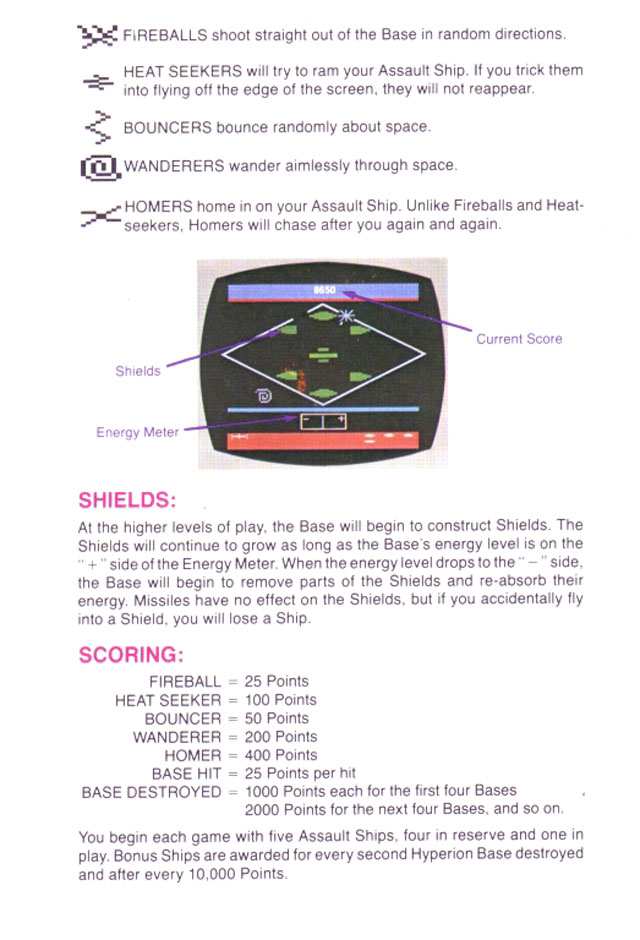 FIREBALLS shoot straight out of the Base in random directions.
HEAT SEEKERS will try to ram your Assault Ship. If you trick them
into flying off the edge of the screen, they will not reappear.
BOUNCERS bounce randomly about space.
WANDERERS wander aimlessly through space.
HOMERS home in on your Assault Ship. Unlike Fireballs and Heat-
seekers, Homers will chase after you again and again.
8650
Current Score
Shields
Energy Meter
- +
SHIELDS:
At the higher levels of play, the Base will begin to construct Shields. The
Shields will continue to grow as long as the Base's energy level is on the
"+" side of the Energy Meter. When the energy level drops to the "−" side,
the Base will begin to remove parts of the Shields and re-absorb their
energy. Missiles have no effect on the Shields, but if you accidentally fly
into a Shield, you will lose a Ship.
SCORING:
FIREBALL = 25 Points
HEAT SEEKER = 100 Points
BOUNCER = 50 Points
WANDERER = 200 Points
HOMER = 400 Points
BASE HIT = 25 Points per hit
BASE DESTROYED = 1000 Points each for the first four Bases
2000 Points for the next four Bases, and so on.
You begin each game with five Assault Ships, four in reserve and one in
play. Bonus Ships are awarded for every second Hyperion Base destroyed
and after every 10,000 Points.